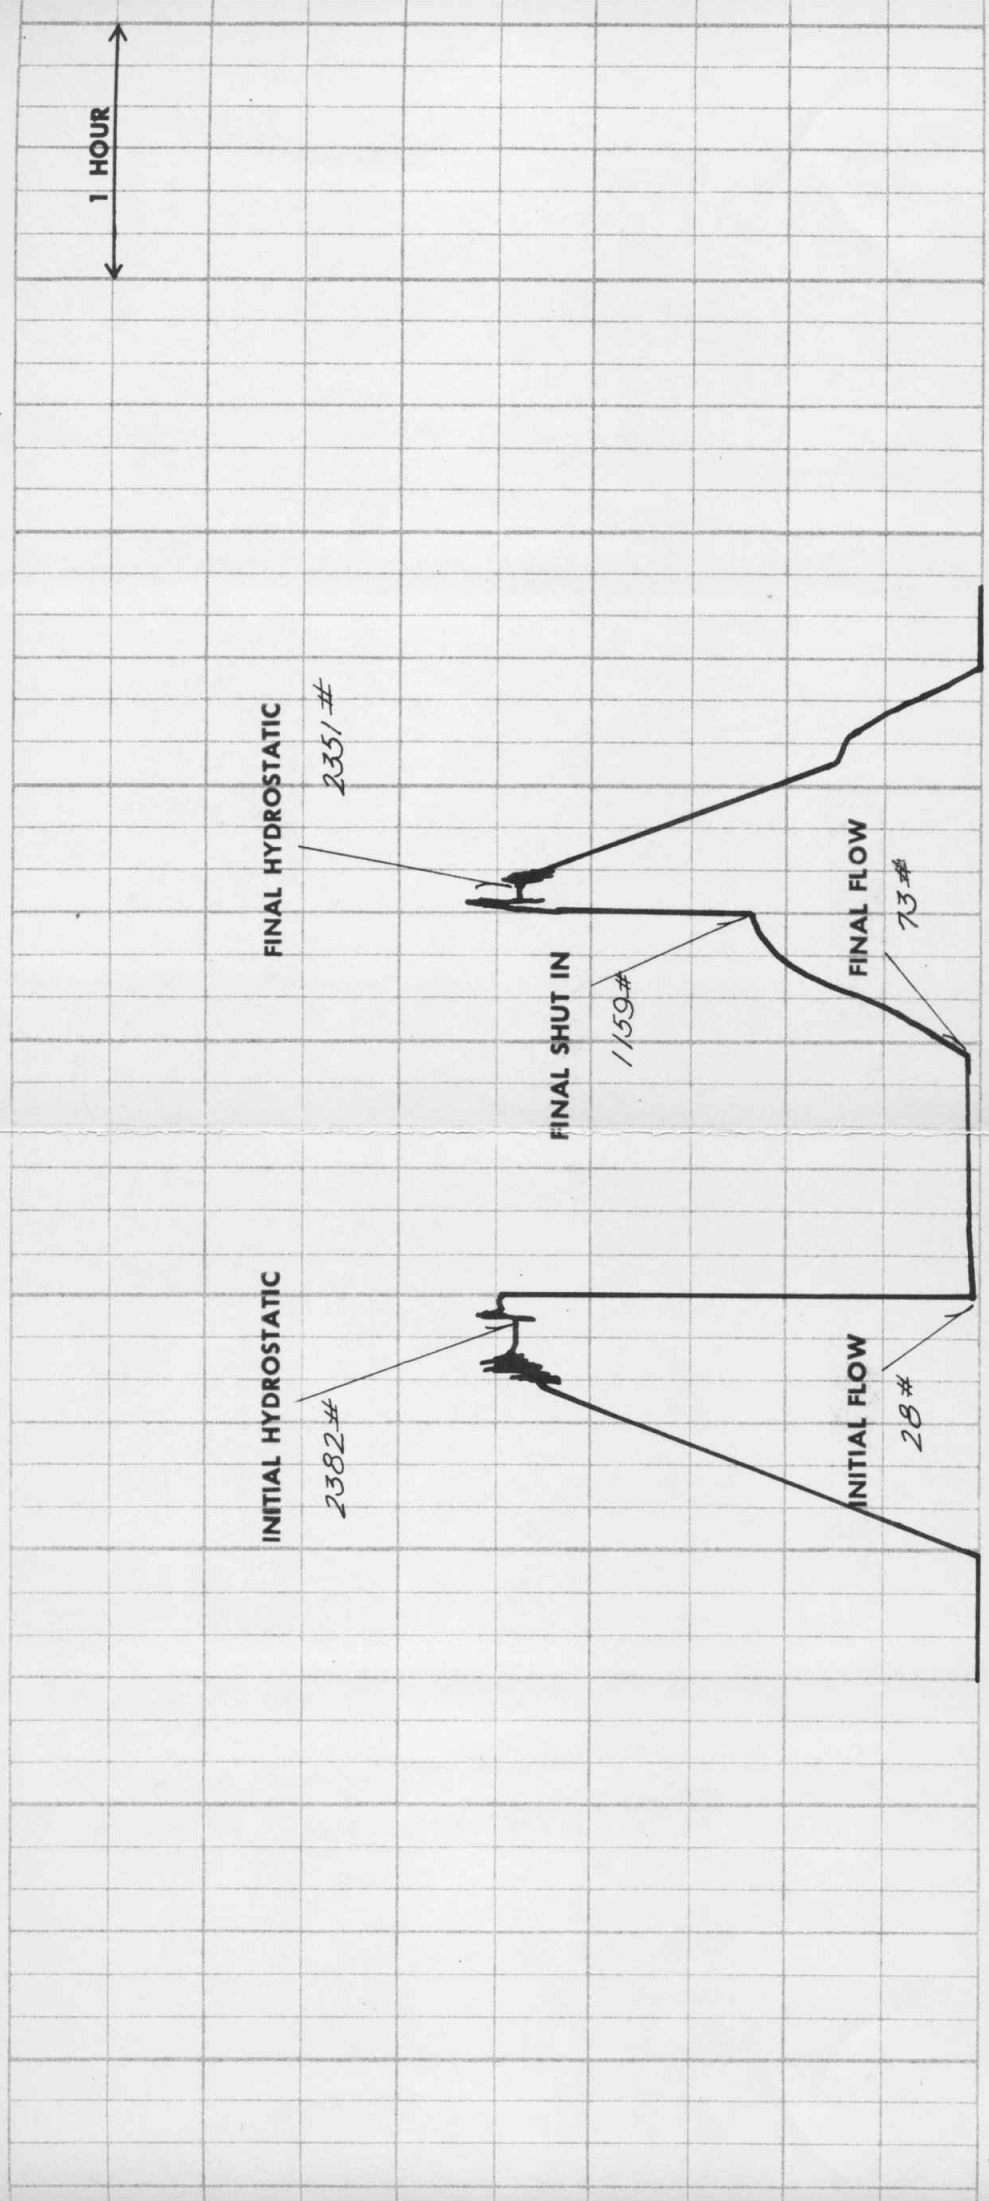 INITIAL HYDROSTATIC
2382#
INITIAL FLOW
28#
FINAL SHUT IN
1159#
FINAL HYDROSTATIC
2351#
FINAL FLOW
73#
1 HOUR